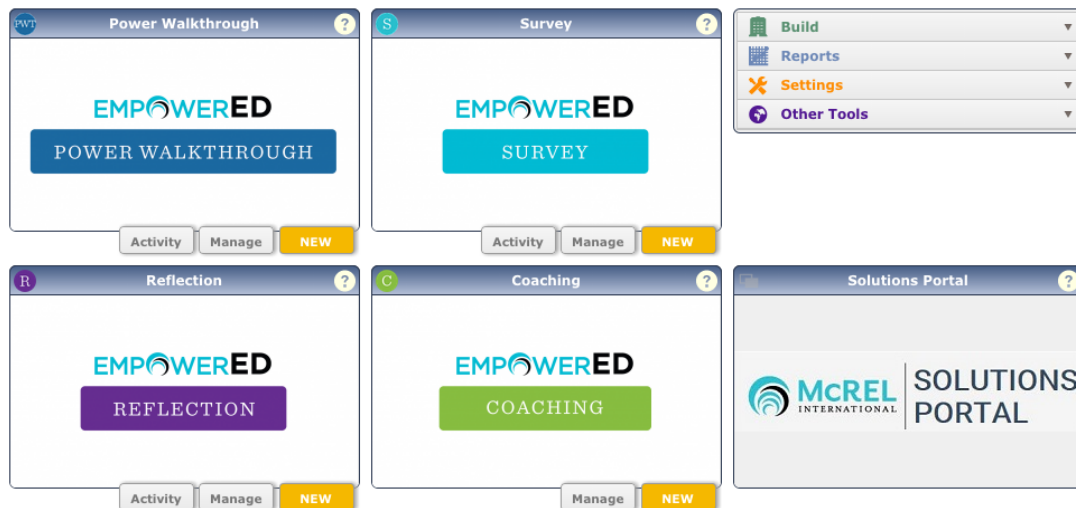 PWT Power Walkthrough ?
EMPOWERED
POWER WALKTHROUGH
Activity Manage NEW
S Survey ?
EMPOWERED
SURVEY
Activity Manage NEW
Build
Reports
Settings
Other Tools
R Reflection ?
EMPOWERED
REFLECTION
Activity Manage NEW
C Coaching ?
EMPOWERED
COACHING
Manage NEW
Solutions Portal ?
McREL
INTERNATIONAL
SOLUTIONS
PORTAL